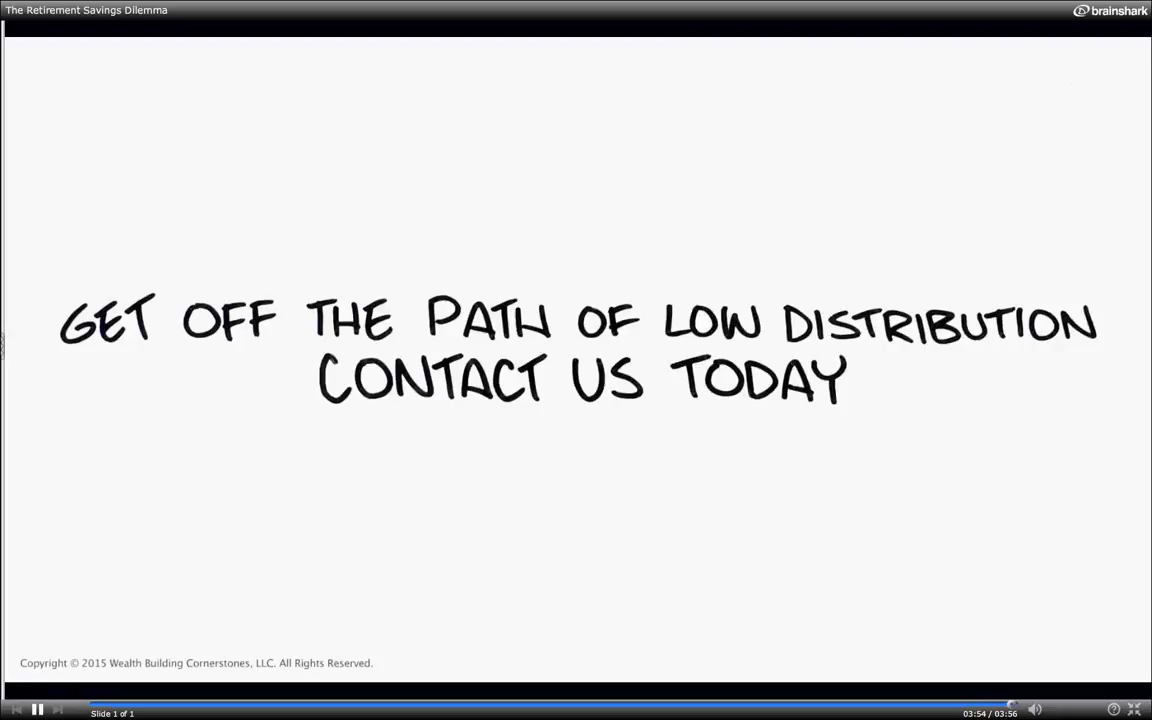 The Retirement Savings Dilemma
brainshark
GET OFF THE PATH OF LOW DISTRIBUTION
CONTACT US TODAY
Copyright © 2015 Wealth Building Cornerstones, LLC. All Rights Reserved.
Slide 1 of 1
03:54 / 03:56